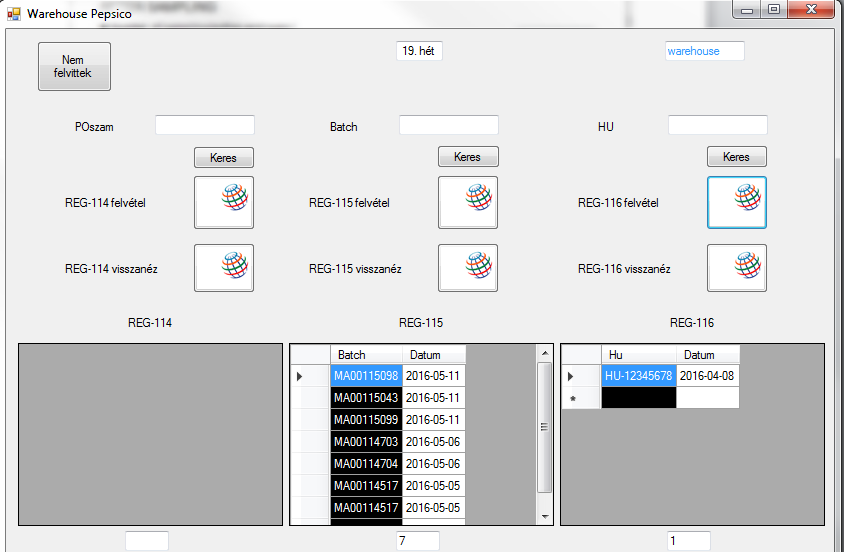 Warehouse Pepsico
Nem
felvittek
19. hét
warehouse
POszam
Batch
HU
Keres
Keres
Keres
REG-114 felvétel
REG-115 felvétel
REG-116 felvétel
REG-114 visszanéz
REG-115 visszanéz
REG-116 visszanéz
REG-114
REG-115
REG-116
Batch Datum
MA00115098 2016-05-11
MA00115043 2016-05-11
MA00115099 2016-05-11
MA00114703 2016-05-06
MA00114704 2016-05-06
MA00114517 2016-05-05
MA00114517 2016-05-05
Hu Datum
HU-12345678 2016-04-08
*
7
1